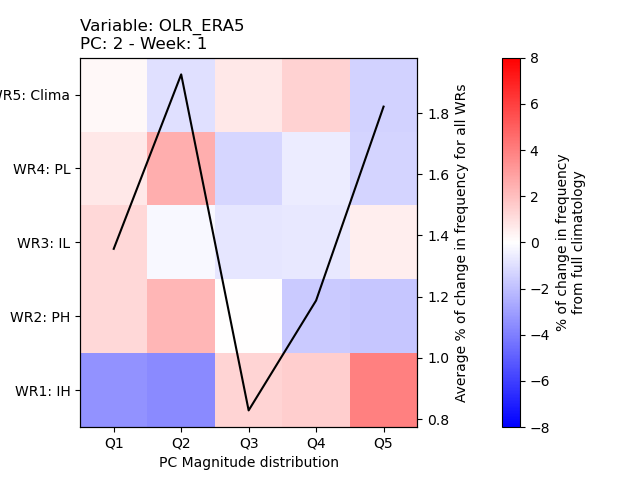 Variable: OLR_ERA5
PC: 2 - Week: 1
WR5: Clima
WR4: PL
WR3: IL
WR2: PH
WR1: IH
Q1 Q2 Q3 Q4 Q5
PC Magnitude distribution
1.8
1.6
1.4
1.2
1.0
0.8
Average % of change in frequency for all WRs
8
6
4
2
0
−2
−4
−6
−8
% of change in frequency
from full climatology